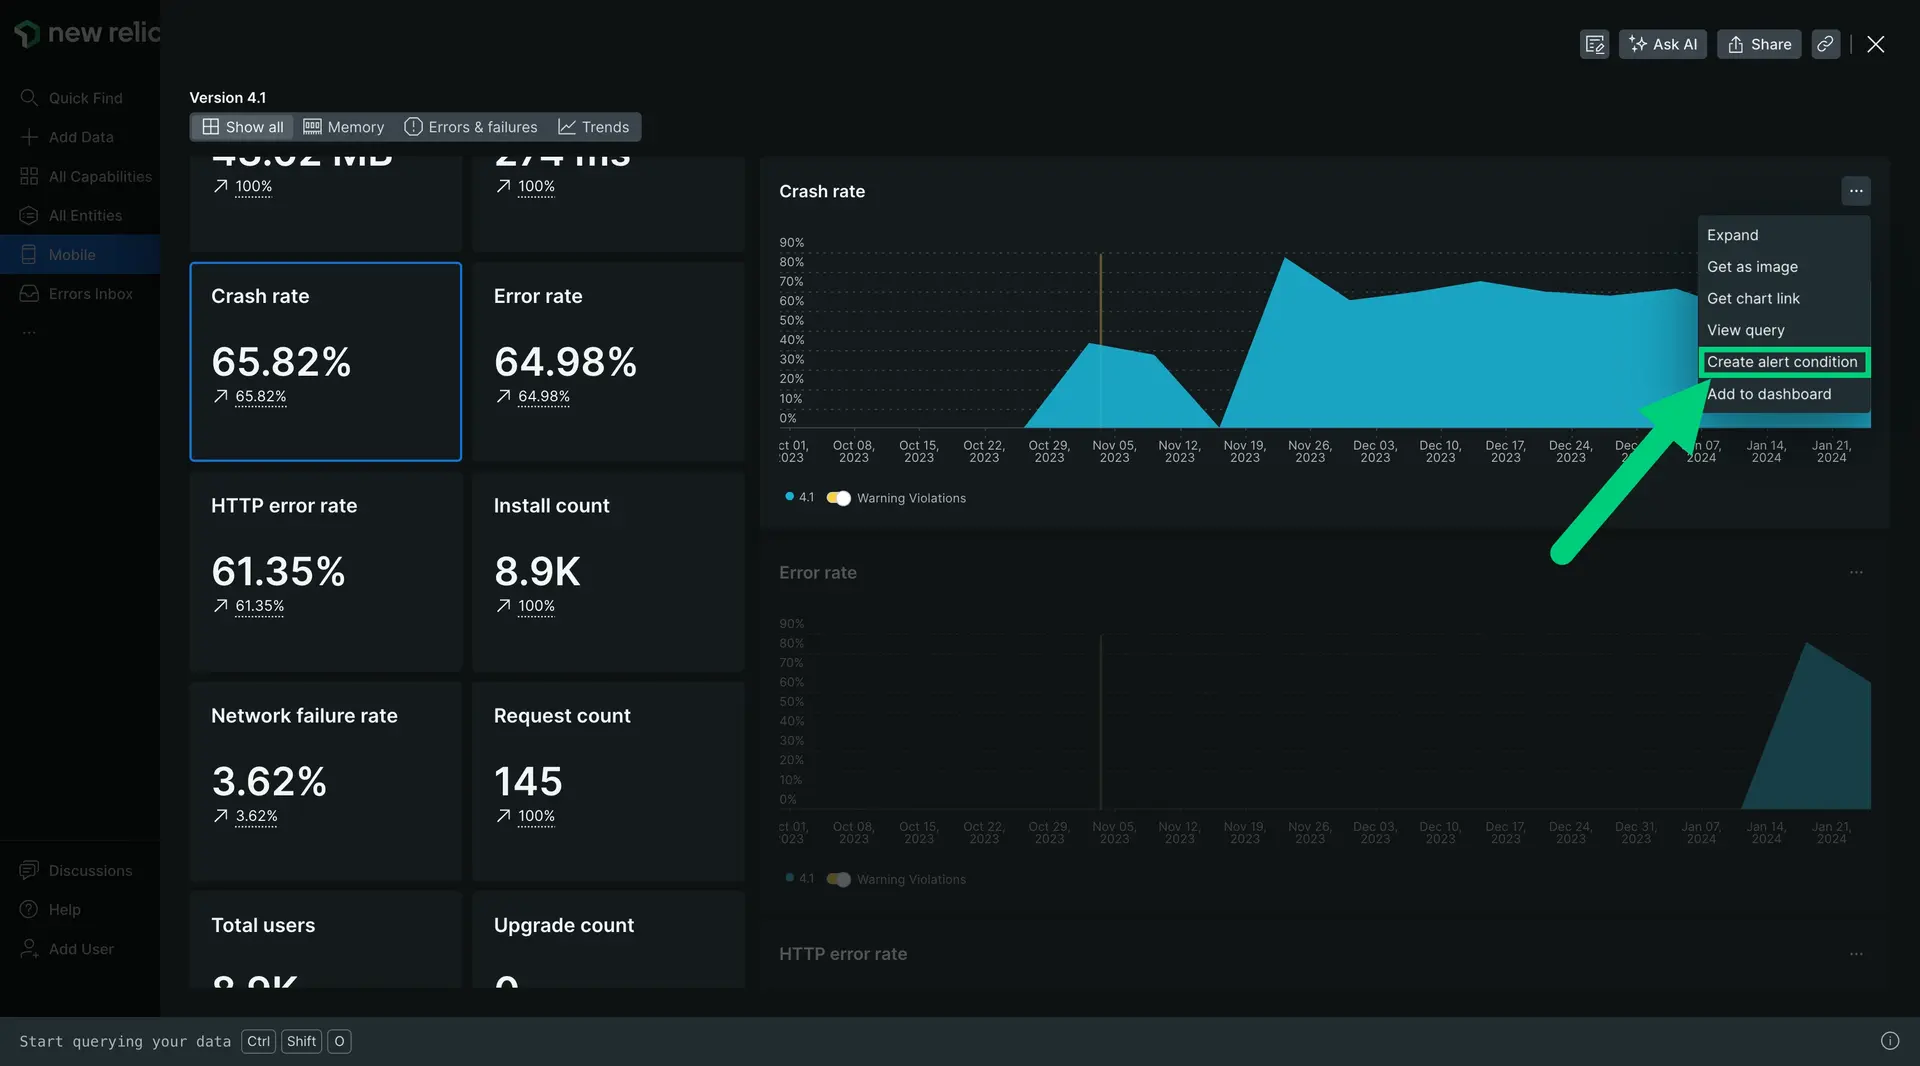 new relic
Quick Find
Add Data
All Capabilities
All Entities
Mobile
Errors Inbox
...
Discussions
Help
Add User
Ask AI
Share
Version 4.1
Show all
Memory
Errors & failures
Trends
43.02 MB
100%
274 ms
100%
Crash rate
65.82%
65.82%
Error rate
64.98%
64.98%
HTTP error rate
61.35%
61.35%
Install count
8.9K
100%
Network failure rate
3.62%
3.62%
Request count
145
100%
Total users
8.9K
Upgrade count
0
Crash rate
...
Expand
Get as image
Get chart link
View query
Create alert condition
Add to dashboard
90%
80%
70%
60%
50%
40%
30%
20%
10%
0%
ct 01, Oct 08, Oct 15, Oct 22, Oct 29, Nov 05, Nov 12, Nov 19, Nov 26, Dec 03, Dec 10, Dec 17, Dec 24, Dec n 07, Jan 14, Jan 21,
023 2023 2023 2023 2023 2023 2023 2023 2023 2023 2023 2023 2023 2023 2024 2024 2024
4.1
Warning Violations
Error rate
...
90%
80%
70%
60%
50%
40%
30%
20%
10%
0%
ct 01, Oct 08, Oct 15, Oct 22, Oct 29, Nov 05, Nov 12, Nov 19, Nov 26, Dec 03, Dec 10, Dec 17, Dec 24, Dec 31, Jan 07, Jan 14, Jan 21,
023 2023 2023 2023 2023 2023 2023 2023 2023 2023 2023 2023 2023 2023 2024 2024 2024
4.1
Warning Violations
HTTP error rate
...
Start querying your data Ctrl Shift O